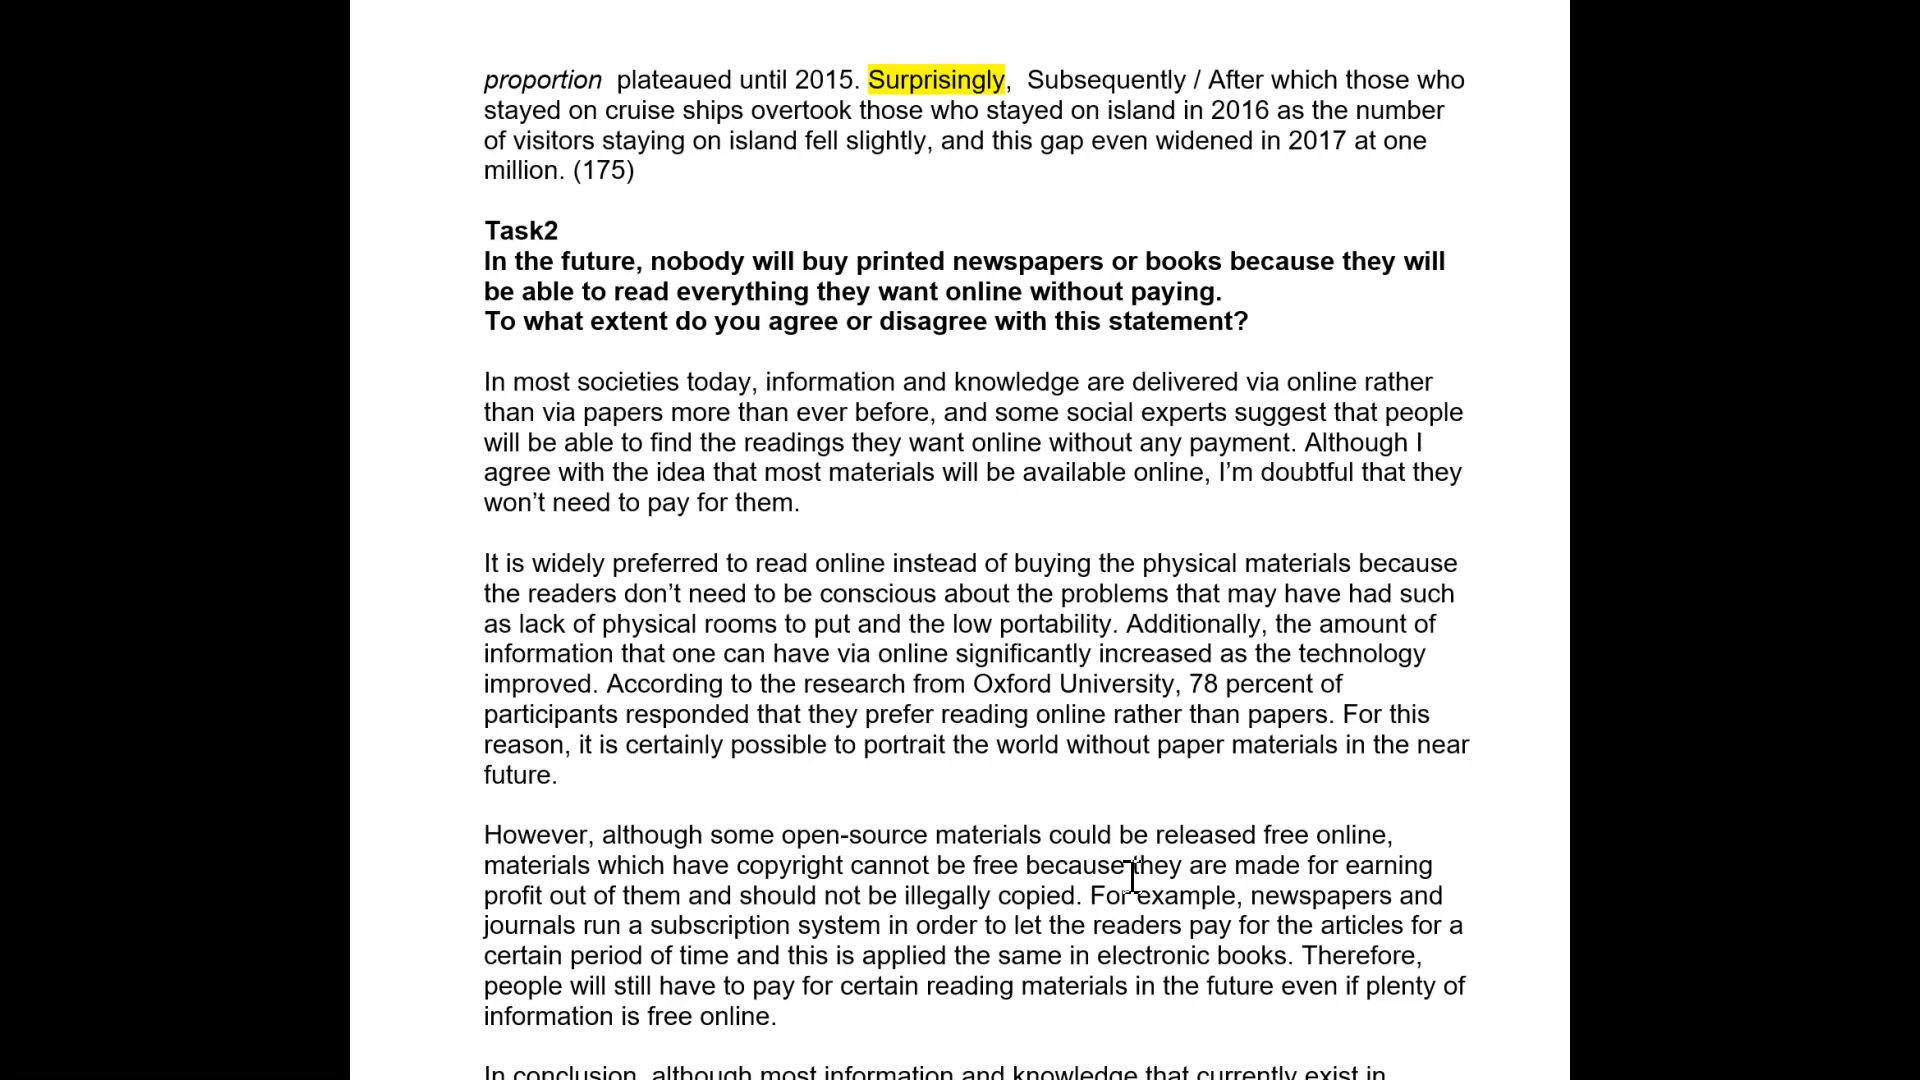 proportion plateaued until 2015. Surprisingly, Subsequently / After which those who
stayed on cruise ships overtook those who stayed on island in 2016 as the number
of visitors staying on island fell slightly, and this gap even widened in 2017 at one
million. (175)
Task2
In the future, nobody will buy printed newspapers or books because they will
be able to read everything they want online without paying.
To what extent do you agree or disagree with this statement?
In most societies today, information and knowledge are delivered via online rather
than via papers more than ever before, and some social experts suggest that people
will be able to find the readings they want online without any payment. Although I
agree with the idea that most materials will be available online, I’m doubtful that they
won’t need to pay for them.
It is widely preferred to read online instead of buying the physical materials because
the readers don’t need to be conscious about the problems that may have had such
as lack of physical rooms to put and the low portability. Additionally, the amount of
information that one can have via online significantly increased as the technology
improved. According to the research from Oxford University, 78 percent of
participants responded that they prefer reading online rather than papers. For this
reason, it is certainly possible to portrait the world without paper materials in the near
future.
However, although some open-source materials could be released free online,
materials which have copyright cannot be free because they are made for earning
profit out of them and should not be illegally copied. For example, newspapers and
journals run a subscription system in order to let the readers pay for the articles for a
certain period of time and this is applied the same in electronic books. Therefore,
people will still have to pay for certain reading materials in the future even if plenty of
information is free online.
In conclusion, although most information and knowledge that currently exist in